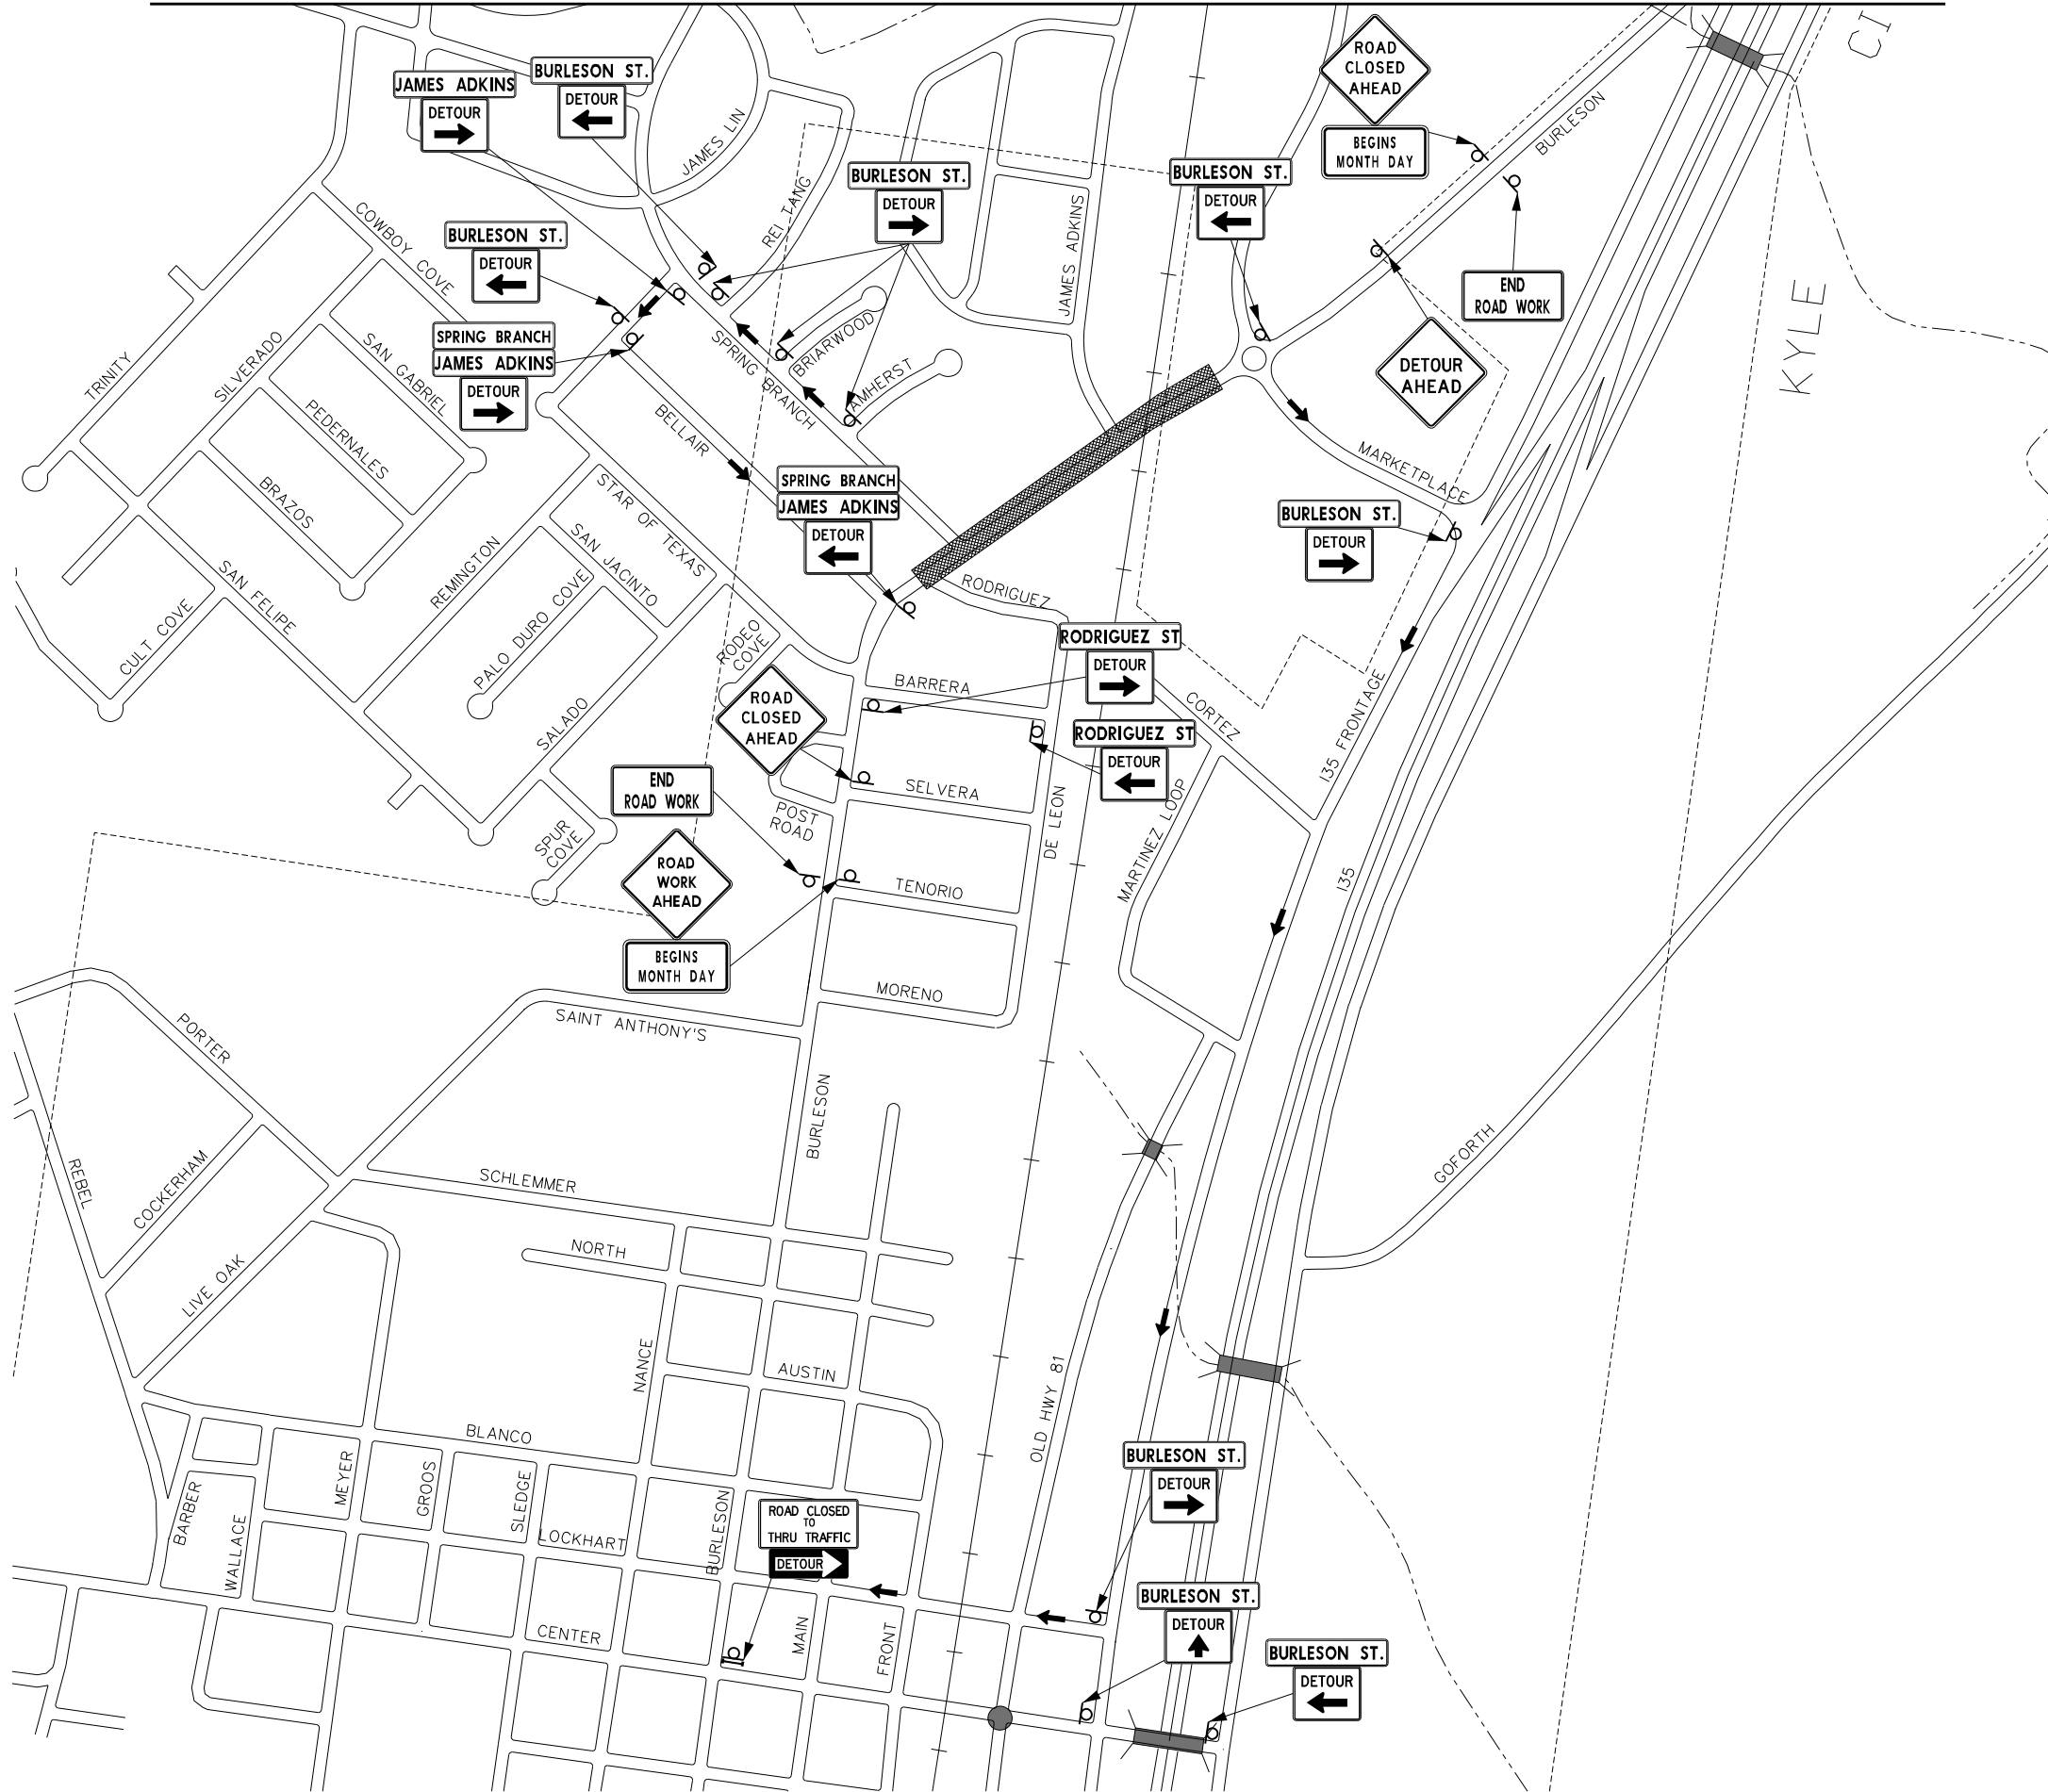 CI
ROAD
CLOSED
AHEAD
BEGINS
MONTH DAY
BURLESON
JAMES ADKINS
DETOUR
BURLESON ST.
DETOUR
JAMES LIN
REI TANG
BURLESON ST.
DETOUR
JAMES ADKINS
BURLESON ST.
DETOUR
END
ROAD WORK
KYLE
COWBOY COVE
BURLESON ST.
DETOUR
SPRING BRANCH
JAMES ADKINS
DETOUR
SPRING BRANCH
BRIARWOOD
AMHERST
DETOUR
AHEAD
TRINITY
SILVERADO
SAN GABRIEL
PEDERNALES
BRAZOS
BELLAIR
MARKETPLACE
SPRING BRANCH
JAMES ADKINS
DETOUR
BURLESON ST.
DETOUR
STAR OF TEXAS
SAN JACINTO
REMINGTON
PALO DURO COVE
SAN FELIPE
CULT COVE
RODRIGUEZ
RODEO
COVE
BARRERA
RODRIGUEZ ST
DETOUR
CORTEZ
I35 FRONTAGE
ROAD
CLOSED
AHEAD
RODRIGUEZ ST
DETOUR
SALADO
END
ROAD WORK
POST
ROAD
SELVERA
DE LEON
MARTINEZ LOOP
SPUR
COVE
ROAD
WORK
AHEAD
BEGINS
MONTH DAY
TENORIO
I35
MORENO
SAINT ANTHONY'S
PORTER
BURLESON
GOFORTH
REBEL
COCKERHAM
SCHLEMMER
NORTH
LIVE OAK
NANCE
AUSTIN
OLD HWY 81
BLANCO
MEYER
GROOS
SLEDGE
BARBER
WALLACE
LOCKHART
BURLESON
ROAD CLOSED
TO
THRU TRAFFIC
DETOUR
BURLESON ST.
DETOUR
CENTER
MAIN
FRONT
BURLESON ST.
DETOUR
BURLESON ST.
DETOUR